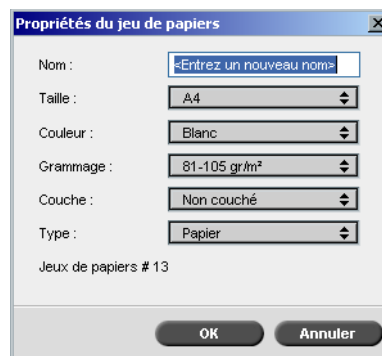 Propriétés du jeu de papiers
Nom : <Entrez un nouveau nom>
Taille : A4
Couleur : Blanc
Grammage : 81-105 gr/m²
Couche : Non couché
Type : Papier
Jeux de papiers # 13
OK Annuler